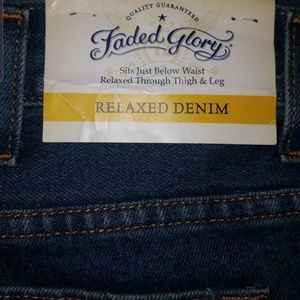 QUALITY GUARANTEED
Faded Glory®
Sits Just Below Waist
Relaxed Through Thigh & Leg
RELAXED DENIM